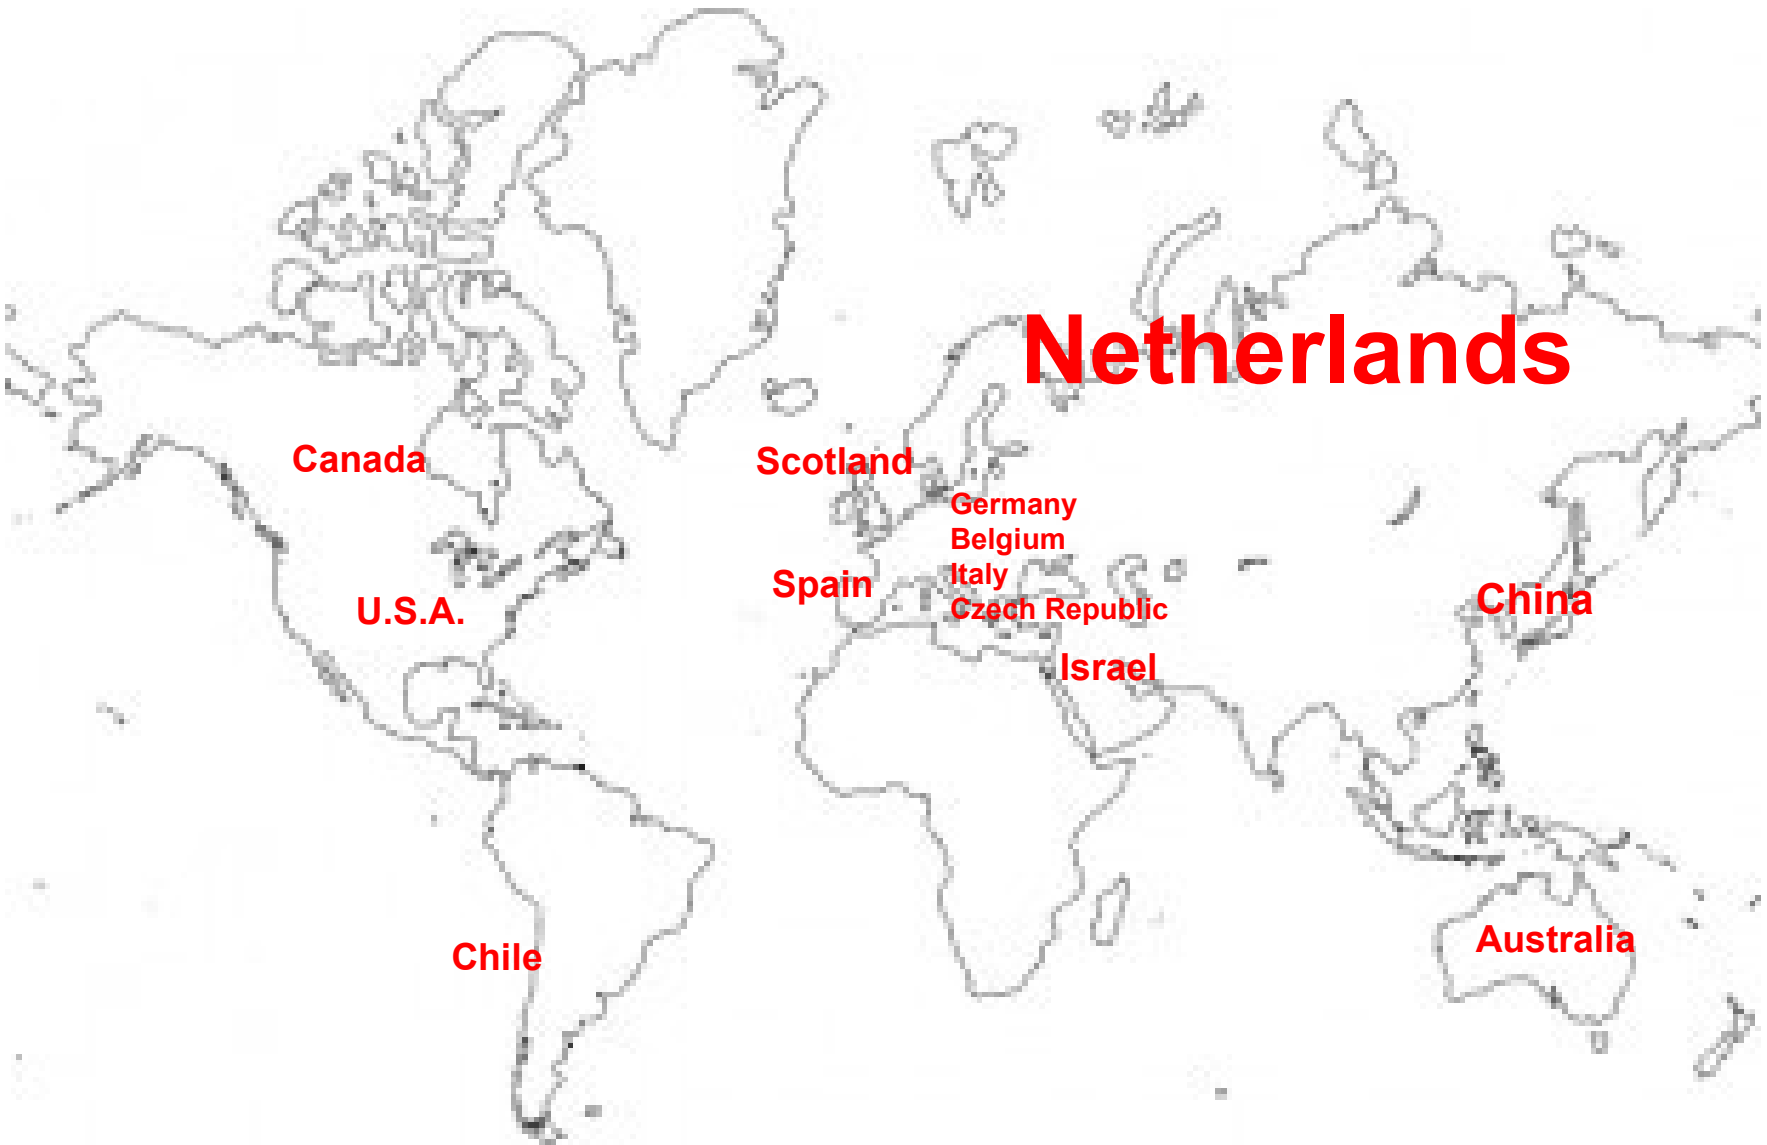 Netherlands
Canada
Scotland
Germany
Belgium
Italy
Czech Republic
Spain
U.S.A.
China
Israel
Chile
Australia